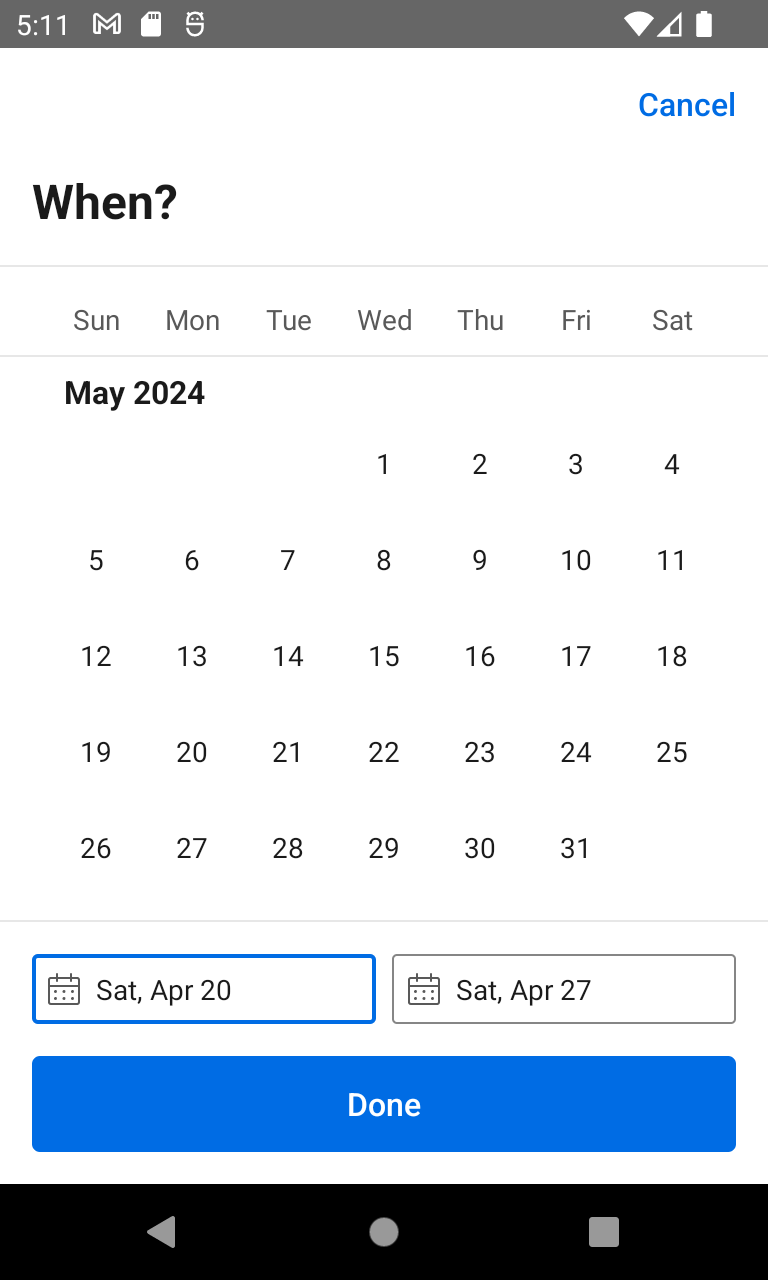 5:11
Cancel
When?
Sun Mon Tue Wed Thu Fri Sat
May 2024
1 2 3 4
5 6 7 8 9 10 11
12 13 14 15 16 17 18
19 20 21 22 23 24 25
26 27 28 29 30 31
Sat, Apr 20 Sat, Apr 27
Done